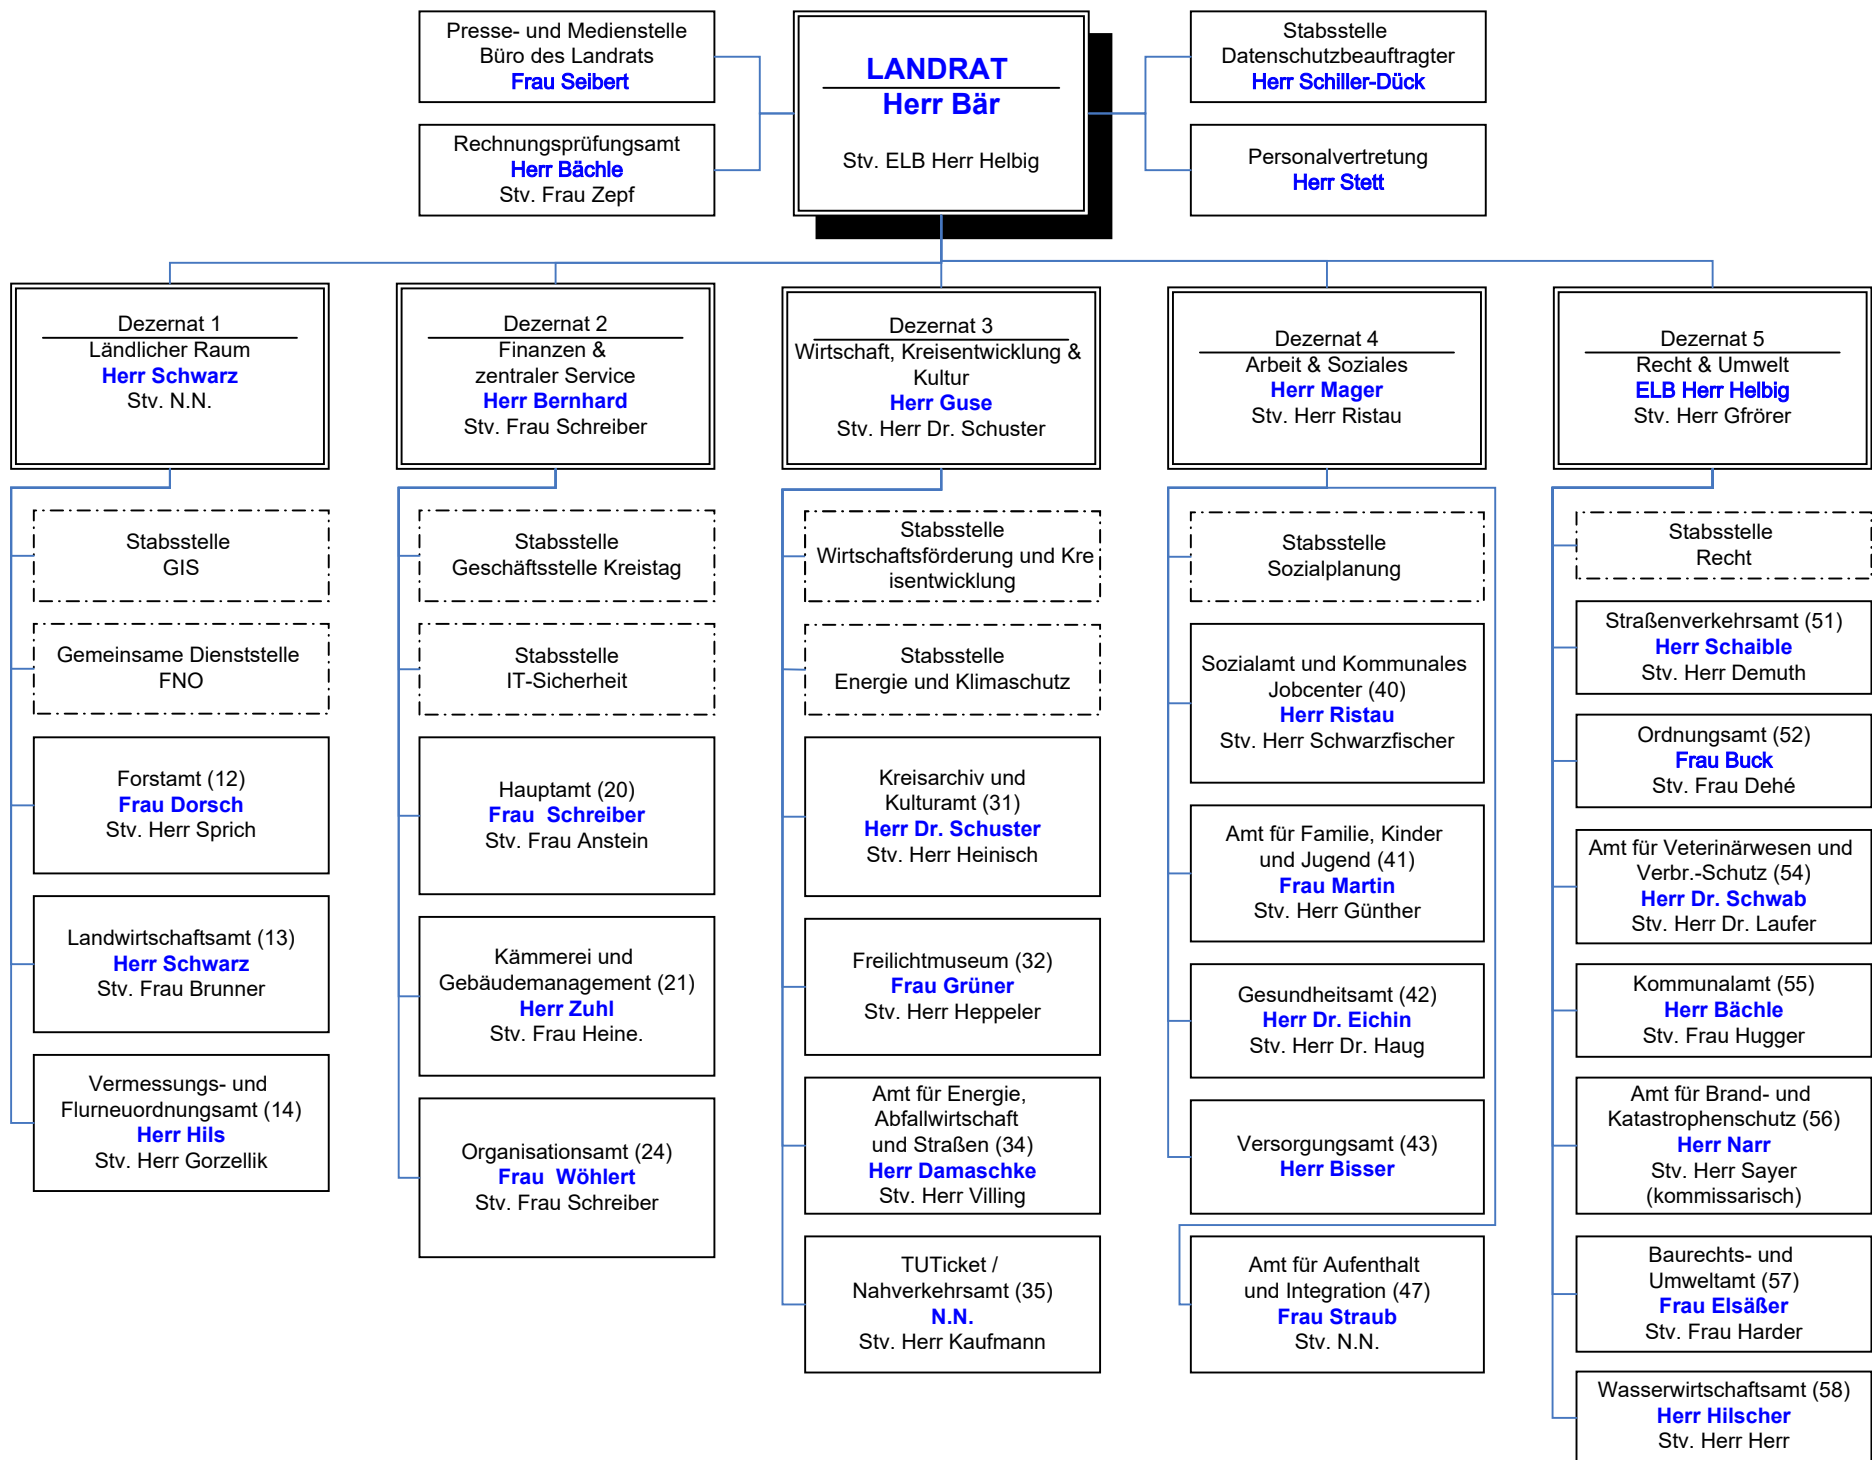 Presse- und Medienstelle
Büro des Landrats
Frau Seibert
Rechnungsprüfungsamt
Herr Bächle
Stv. Frau Zepf
LANDRAT
Herr Bär
Stv. ELB Herr Helbig
Stabsstelle
Datenschutzbeauftragter
Herr Schiller-Dück
Personalvertretung
Herr Stett
Dezernat 1
Ländlicher Raum
Herr Schwarz
Stv. N.N.
Stabsstelle
GIS
Gemeinsame Dienststelle
FNO
Forstamt (12)
Frau Dorsch
Stv. Herr Sprich
Landwirtschaftsamt (13)
Herr Schwarz
Stv. Frau Brunner
Vermessungs- und
Flurneuordnungsamt (14)
Herr Hils
Stv. Herr Gorzellik
Dezernat 2
Finanzen &
zentraler Service
Herr Bernhard
Stv. Frau Schreiber
Stabsstelle
Geschäftsstelle Kreistag
Stabsstelle
IT-Sicherheit
Hauptamt (20)
Frau  Schreiber
Stv. Frau Anstein
Kämmerei und
Gebäudemanagement (21)
Herr Zuhl
Stv. Frau Heine.
Organisationsamt (24)
Frau  Wöhlert
Stv. Frau Schreiber
Dezernat 3
Wirtschaft, Kreisentwicklung &
Kultur
Herr Guse
Stv. Herr Dr. Schuster
Stabsstelle
Wirtschaftsförderung und Kre
isentwicklung
Stabsstelle
Energie und Klimaschutz
Kreisarchiv und
Kulturamt (31)
Herr Dr. Schuster
Stv. Herr Heinisch
Freilichtmuseum (32)
Frau Grüner
Stv. Herr Heppeler
Amt für Energie,
Abfallwirtschaft
und Straßen (34)
Herr Damaschke
Stv. Herr Villing
TUTicket /
Nahverkehrsamt (35)
N.N.
Stv. Herr Kaufmann
Dezernat 4
Arbeit & Soziales
Herr Mager
Stv. Herr Ristau
Stabsstelle
Sozialplanung
Sozialamt und Kommunales
Jobcenter (40)
Herr Ristau
Stv. Herr Schwarzfischer
Amt für Familie, Kinder
und Jugend (41)
Frau Martin
Stv. Herr Günther
Gesundheitsamt (42)
Herr Dr. Eichin
Stv. Herr Dr. Haug
Versorgungsamt (43)
Herr Bisser
Amt für Aufenthalt
und Integration (47)
Frau Straub
Stv. N.N.
Dezernat 5
Recht & Umwelt
ELB Herr Helbig
Stv. Herr Gfrörer
Stabsstelle
Recht
Straßenverkehrsamt (51)
Herr Schaible
Stv. Herr Demuth
Ordnungsamt (52)
Frau Buck
Stv. Frau Dehé
Amt für Veterinärwesen und
Verbr.-Schutz (54)
Herr Dr. Schwab
Stv. Herr Dr. Laufer
Kommunalamt (55)
Herr Bächle
Stv. Frau Hugger
Amt für Brand- und
Katastrophenschutz (56)
Herr Narr
Stv. Herr Sayer
(kommissarisch)
Baurechts- und
Umweltamt (57)
Frau Elsäßer
Stv. Frau Harder
Wasserwirtschaftsamt (58)
Herr Hilscher
Stv. Herr Herr